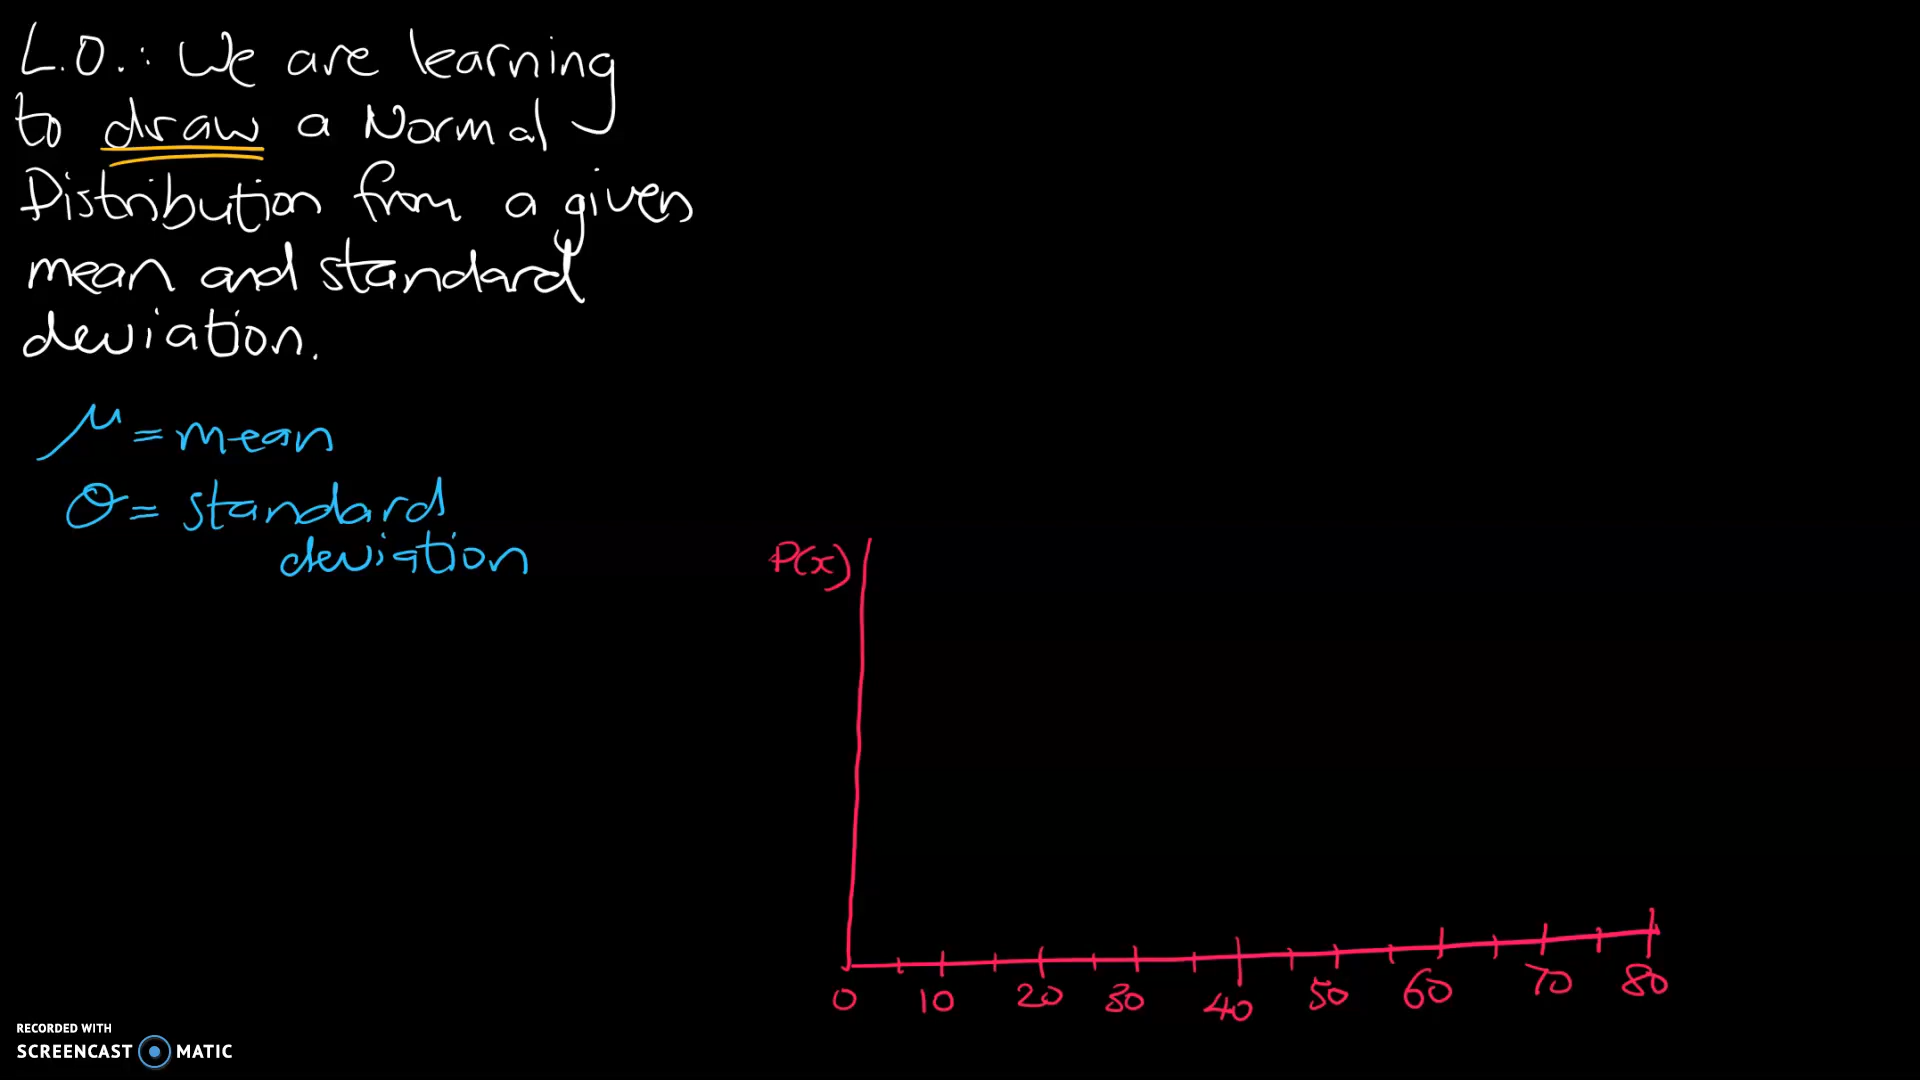 L.O.: We are learning
to draw a Normal
Distribution from a given
mean and standard
deviation.
μ = mean
σ = standard
deviation
P(x)
0 10 20 30 40 50 60 70 80
RECORDED WITH
SCREENCAST MATIC